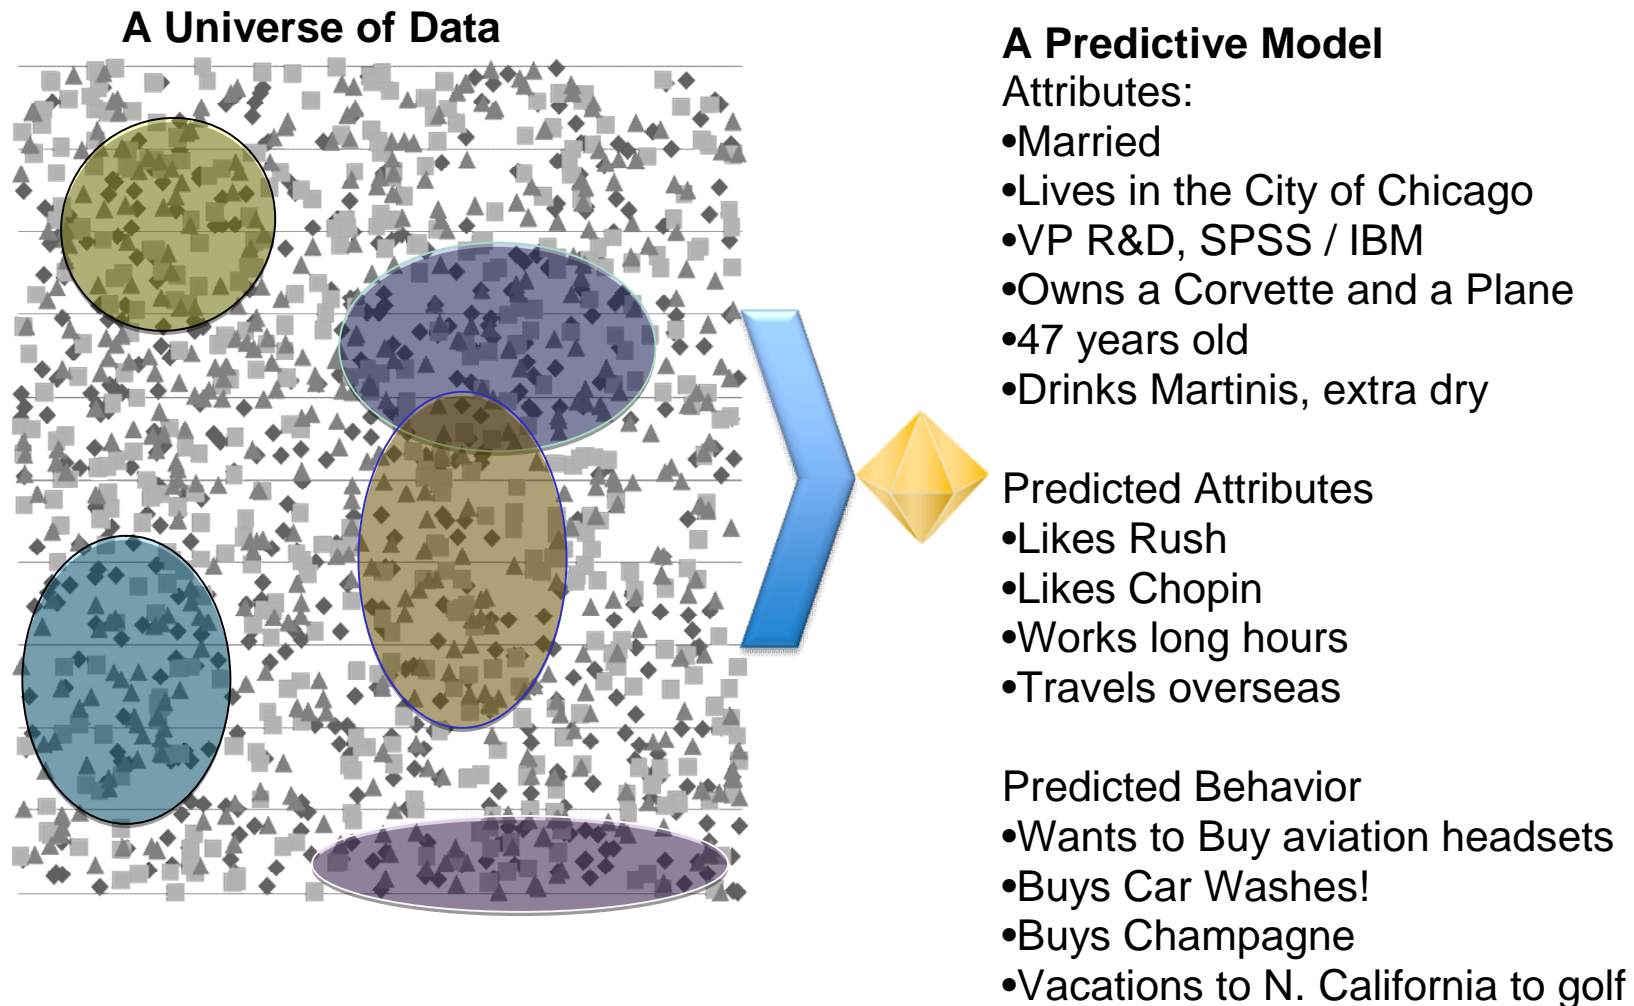 A Universe of Data
A Predictive Model
Attributes:
•Married
•Lives in the City of Chicago
•VP R&D, SPSS / IBM
•Owns a Corvette and a Plane
•47 years old
•Drinks Martinis, extra dry
Predicted Attributes
•Likes Rush
•Likes Chopin
•Works long hours
•Travels overseas
Predicted Behavior
•Wants to Buy aviation headsets
•Buys Car Washes!
•Buys Champagne
•Vacations to N. California to golf